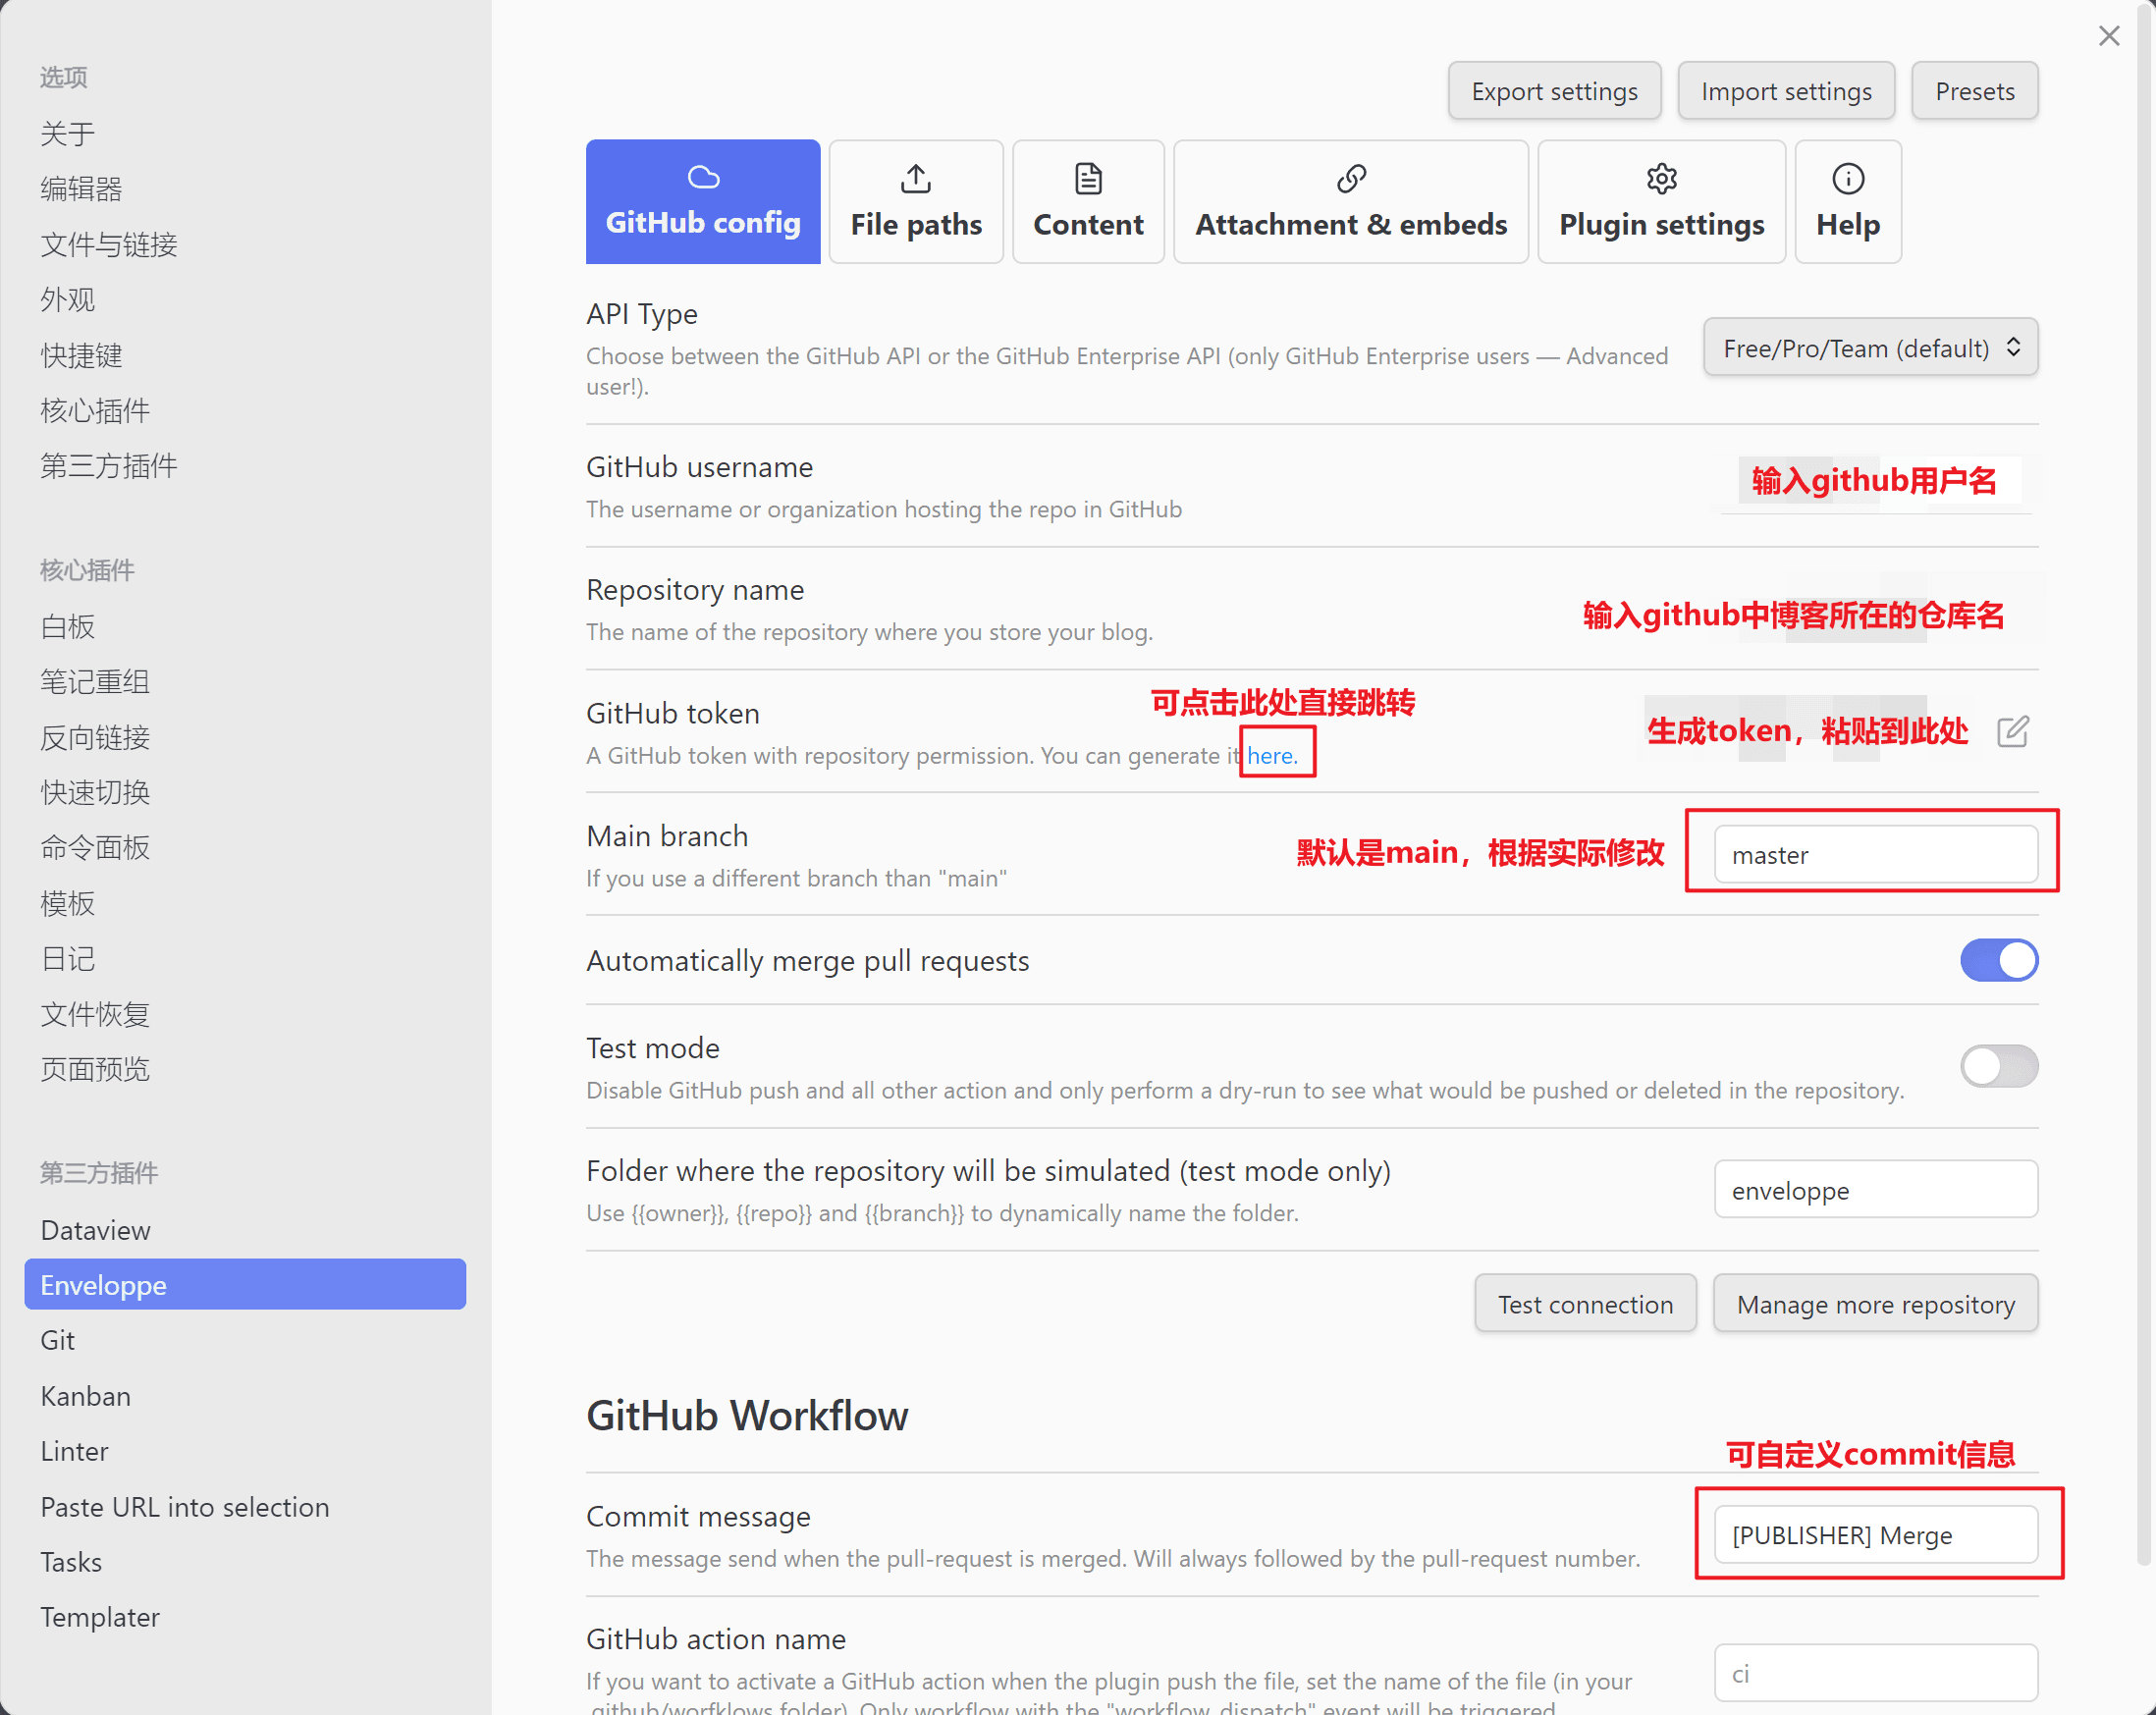 选项
关于
编辑器
文件与链接
外观
快捷键
核心插件
第三方插件
核心插件
白板
笔记重组
反向链接
快速切换
命令面板
模板
日记
文件恢复
页面预览
第三方插件
Dataview
Enveloppe
Git
Kanban
Linter
Paste URL into selection
Tasks
Templater
Export settings
Import settings
Presets
GitHub config
File paths
Content
Attachment & embeds
Plugin settings
Help
API Type
Choose between the GitHub API or the GitHub Enterprise API (only GitHub Enterprise users — Advanced
user!).
Free/Pro/Team (default)
GitHub username
The username or organization hosting the repo in GitHub
输入github用户名
Repository name
The name of the repository where you store your blog.
输入github中博客所在的仓库名
GitHub token
可点击此处直接跳转
A GitHub token with repository permission. You can generate it here.
生成token，粘贴到此处
Main branch
If you use a different branch than "main"
默认是main，根据实际修改
master
Automatically merge pull requests
Test mode
Disable GitHub push and all other action and only perform a dry-run to see what would be pushed or deleted in the repository.
Folder where the repository will be simulated (test mode only)
Use {{owner}}, {{repo}} and {{branch}} to dynamically name the folder.
enveloppe
Test connection
Manage more repository
GitHub Workflow
可自定义commit信息
Commit message
The message send when the pull-request is merged. Will always followed by the pull-request number.
[PUBLISHER] Merge
GitHub action name
If you want to activate a GitHub action when the plugin push the file, set the name of the file (in your
.github/worfklows folder). Only workflow with the "workflow_dispatch" event will be triggered.
ci